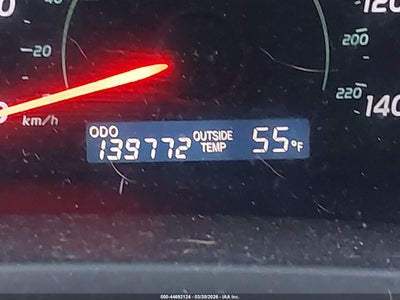 120
20
200
220
140
km/h
ODO
139772
OUTSIDE
TEMP
55°F
000-44692124 - 03/30/2026 - IAA Inc.